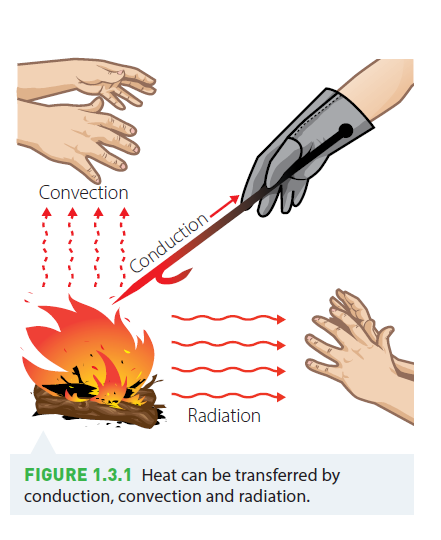 Convection
Conduction
Radiation
FIGURE 1.3.1 Heat can be transferred by
conduction, convection and radiation.